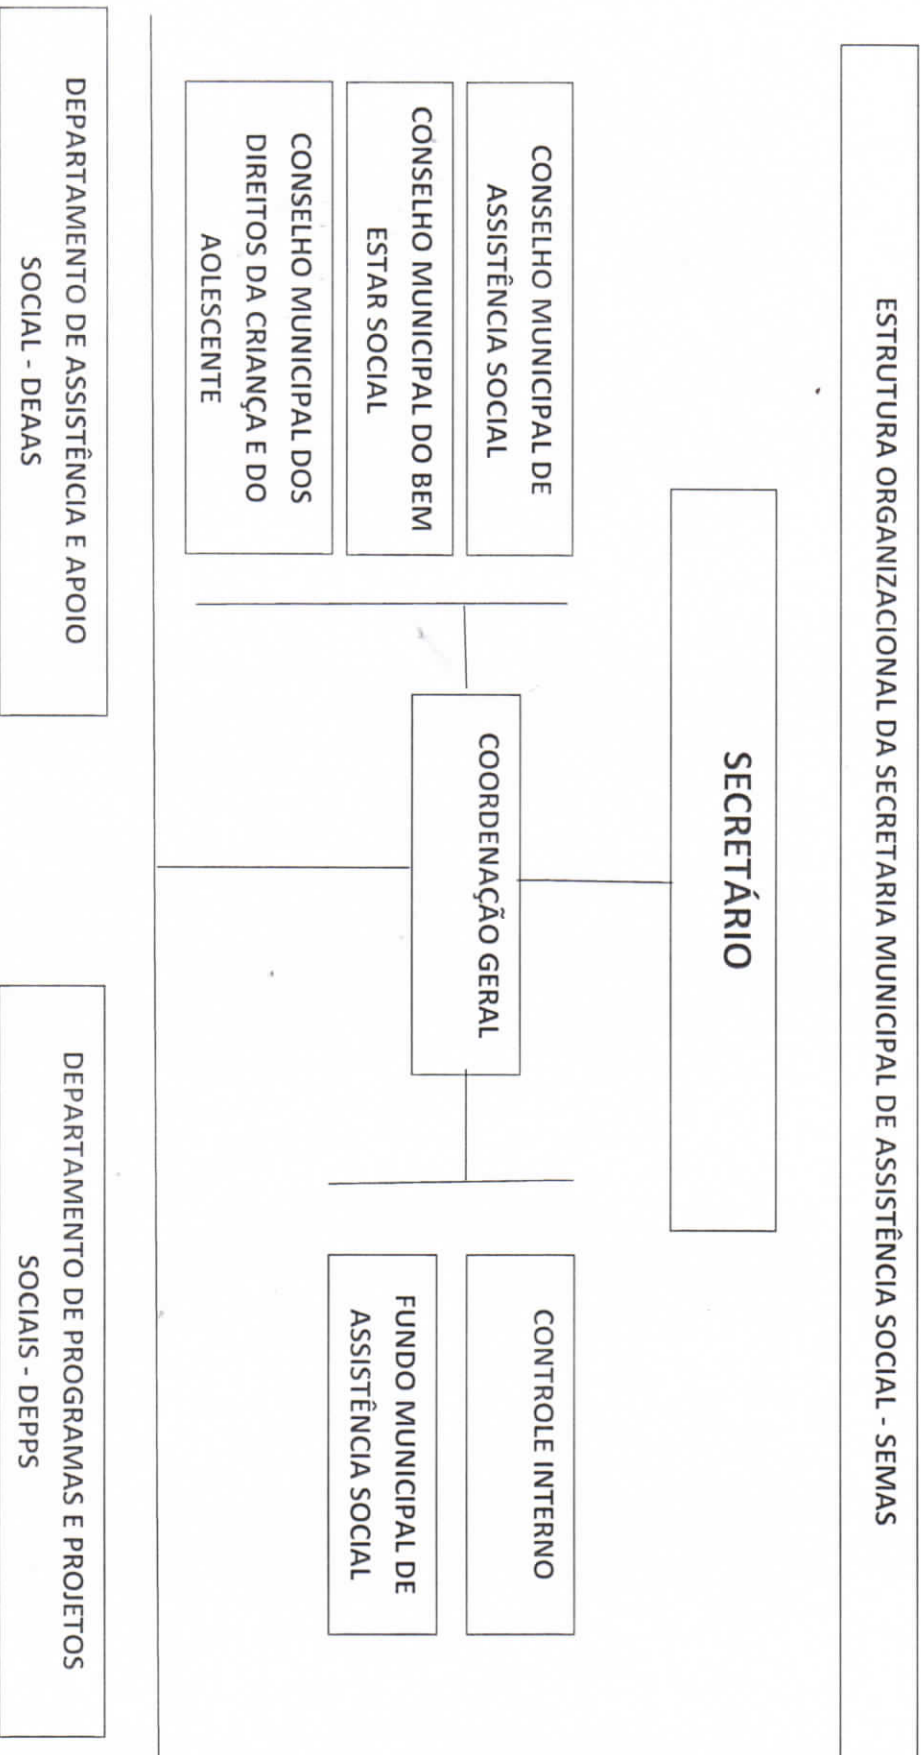 ESTRUTURA ORGANIZACIONAL DA SECRETARIA MUNICIPAL DE ASSISTÊNCIA SOCIAL - SEMAS
SECRETÁRIO
CONSELHO MUNICIPAL DE
ASSISTÊNCIA SOCIAL
CONSELHO MUNICIPAL DO BEM
ESTAR SOCIAL
CONSELHO MUNICIPAL DOS
DIREITOS DA CRIANÇA E DO
AOLESCENTE
COORDENAÇÃO GERAL
CONTROLE INTERNO
FUNDO MUNICIPAL DE
ASSISTÊNCIA SOCIAL
DEPARTAMENTO DE ASSISTÊNCIA E APOIO
SOCIAL - DEAAS
DEPARTAMENTO DE PROGRAMAS E PROJETOS
SOCIAIS - DEPPS